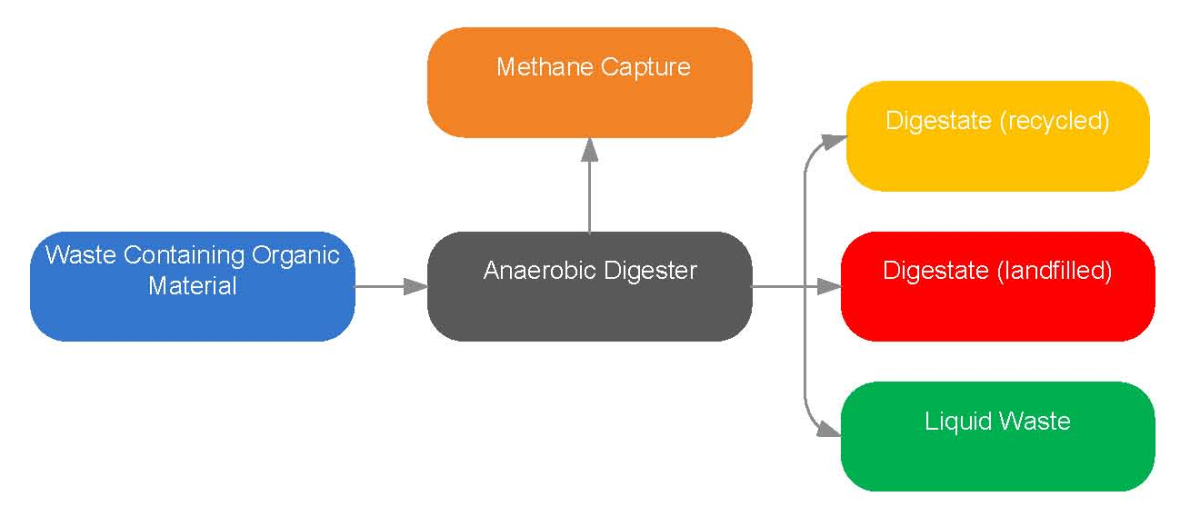 Methane Capture
Digestate (recycled)
Waste Containing Organic
Material
Anaerobic Digester
Digestate (landfilled)
Liquid Waste